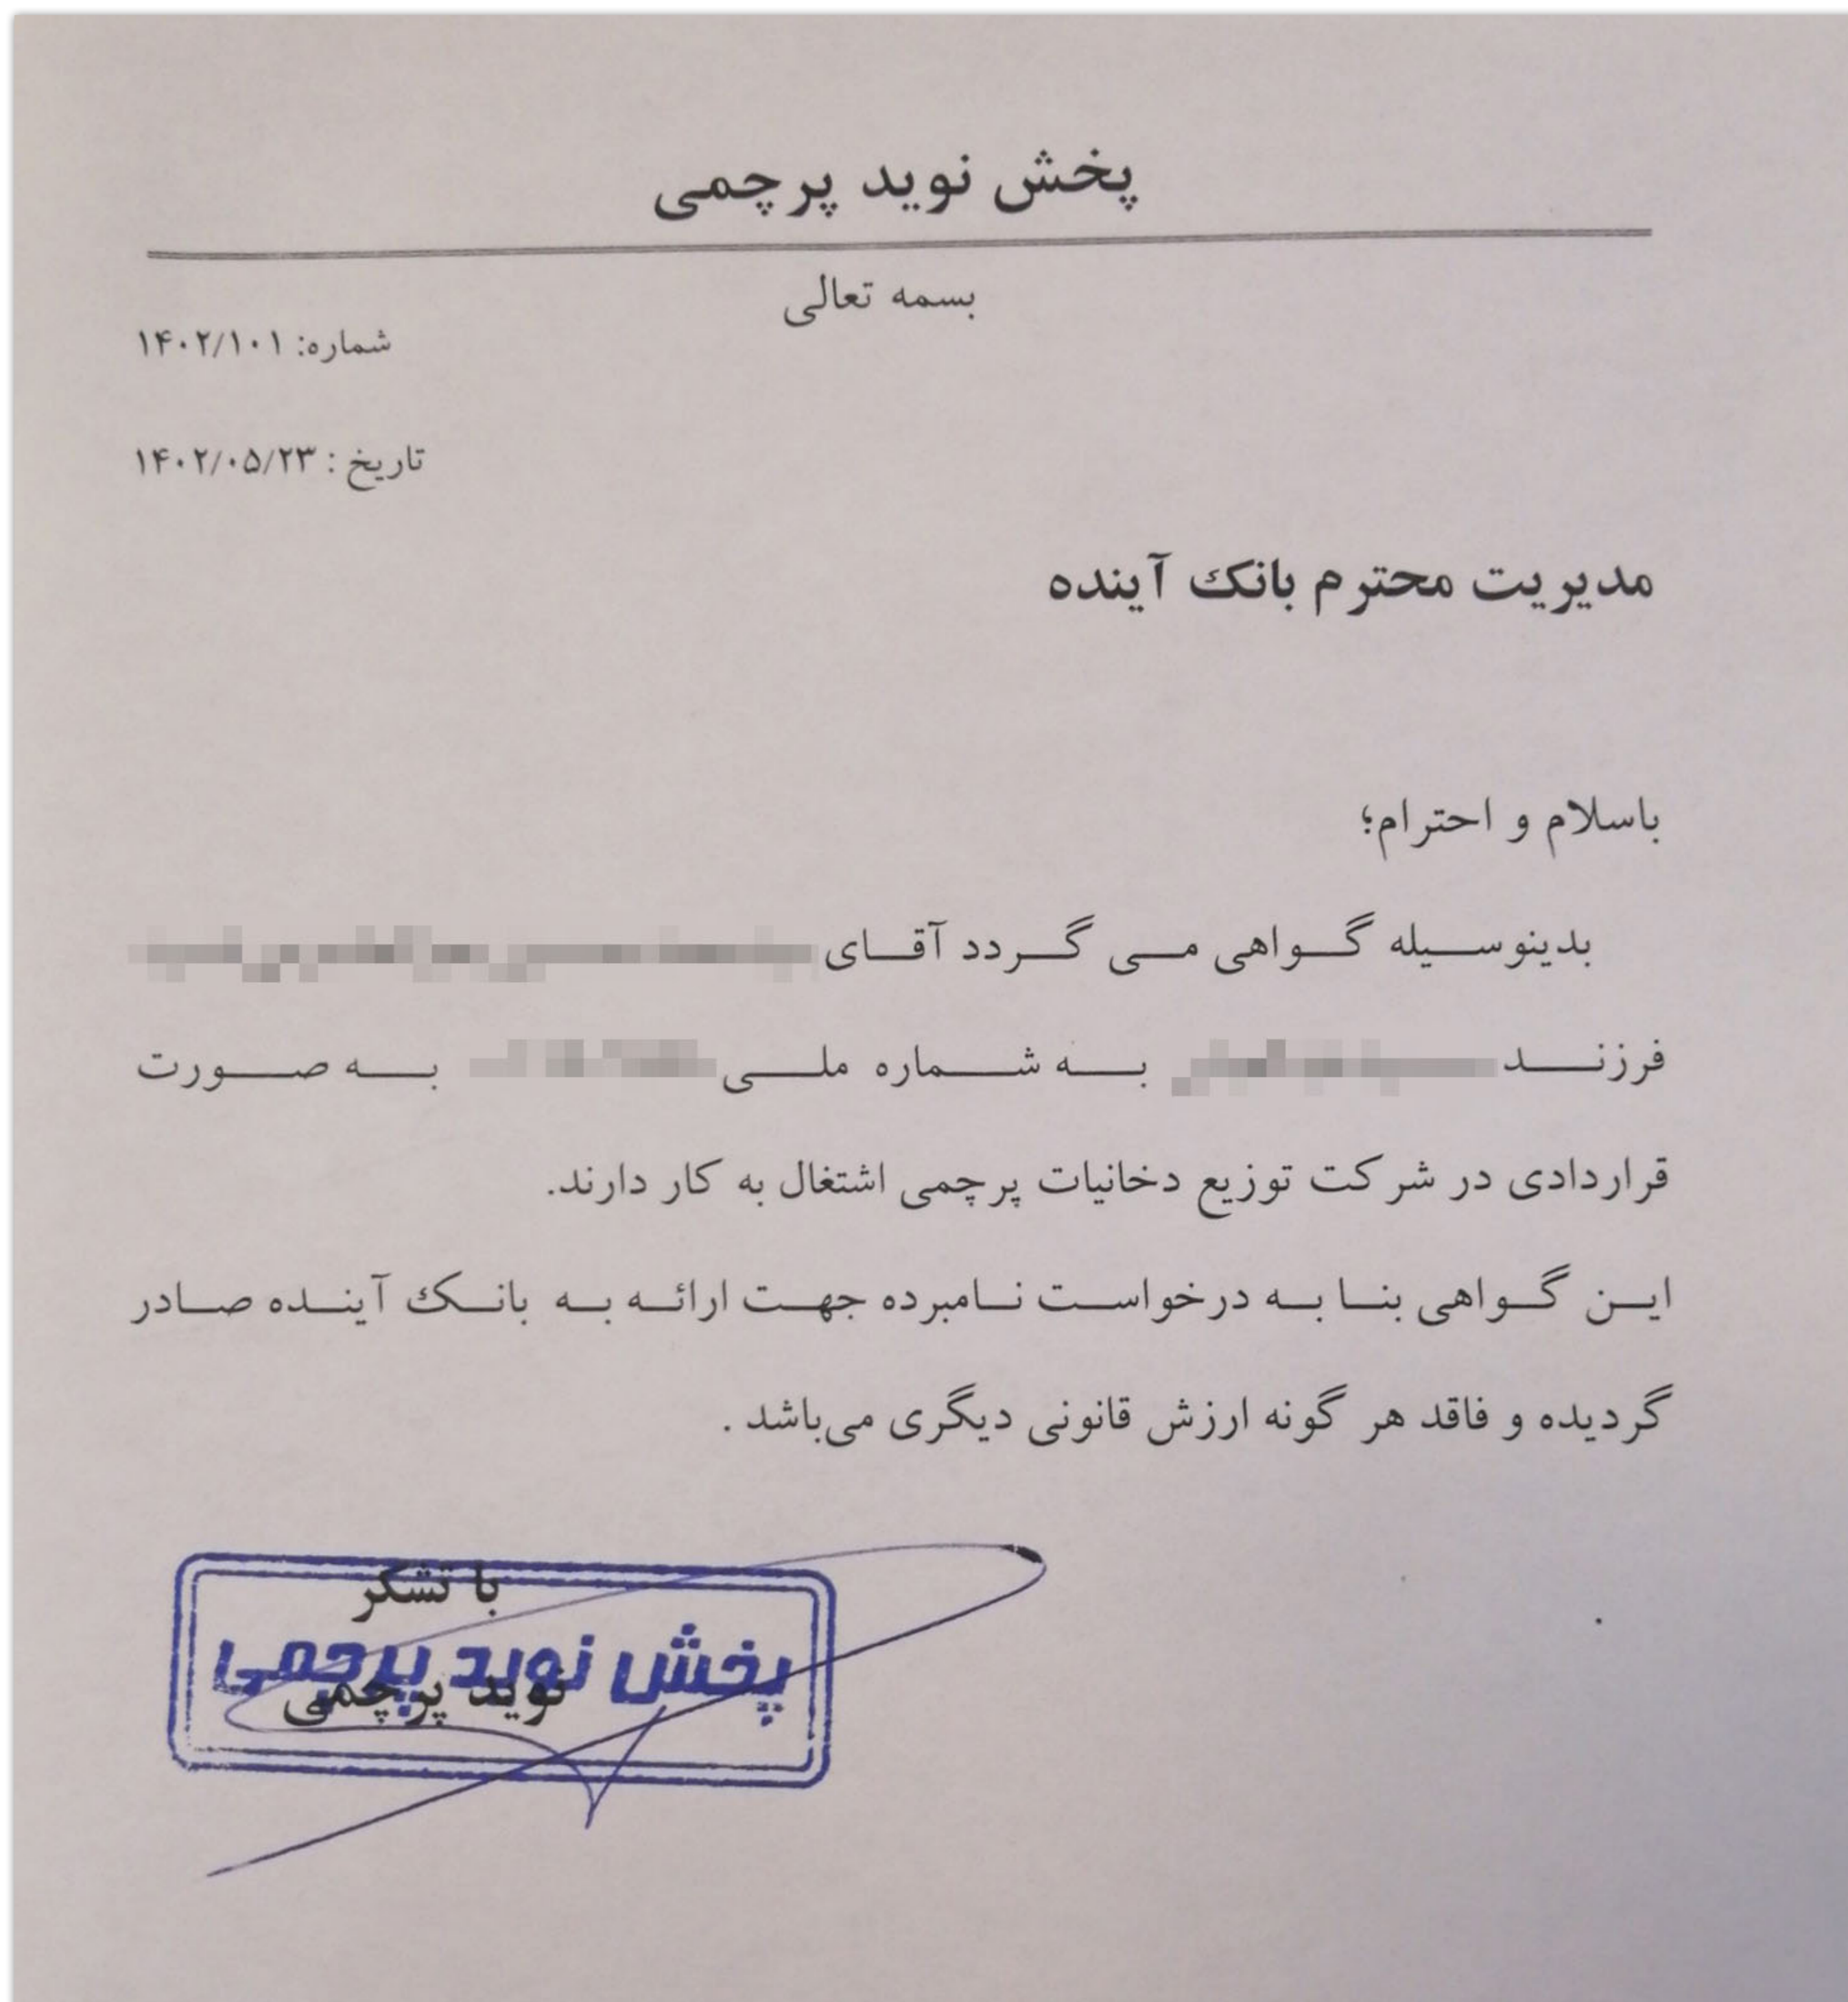 پخش نوید پرچمی
بسمه تعالی
شماره: ۱۴۰۲/۱۰۱
تاریخ : ۱۴۰۲/۰۵/۲۳
مدیریت محترم بانک آینده
باسلام و احترام؛
بدینوسیله گواهی می گردد آقای
فرزند به شماره ملی به صورت
قراردادی در شرکت توزیع دخانیات پرچمی اشتغال به کار دارند.
این گواهی بنا به درخواست نامبرده جهت ارائه به بانک آینده صادر
گردیده و فاقد هر گونه ارزش قانونی دیگری می‌باشد .
با تشکر
پخش نوید پرچمی
نوید پرچمی